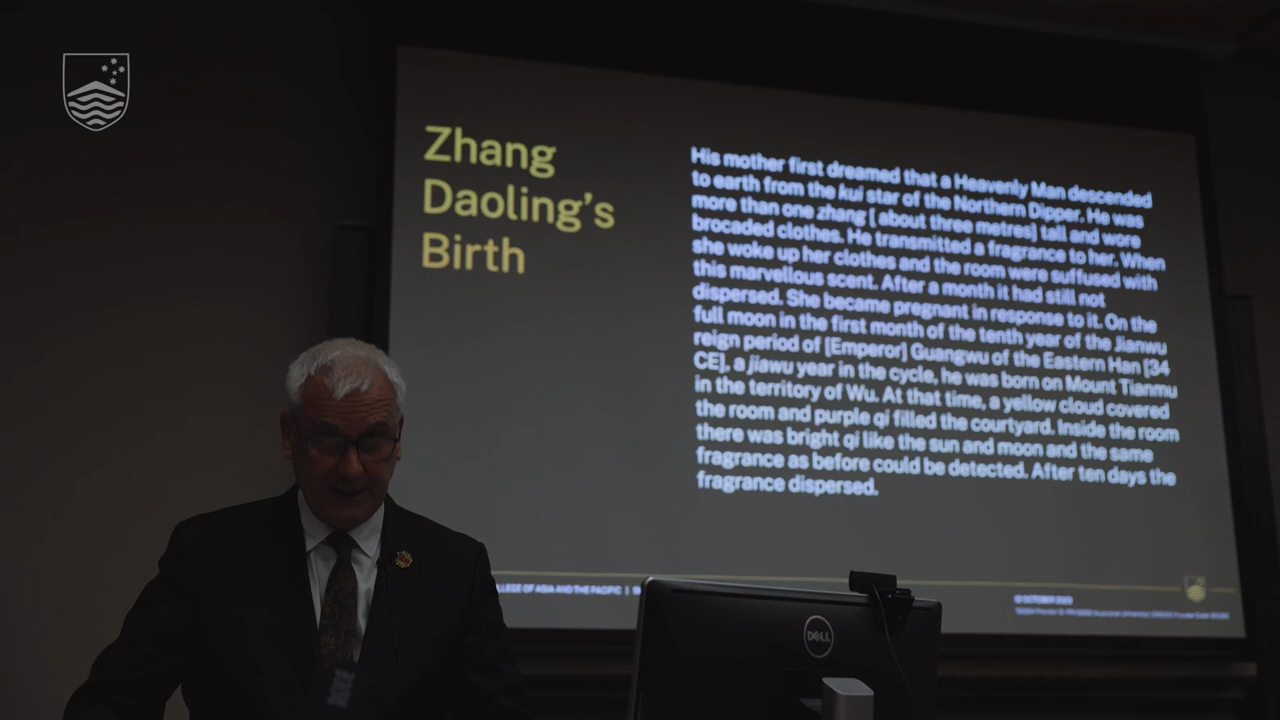 Zhang
Daoling's
Birth
His mother first dreamed that a Heavenly Man descended
to earth from the kui star of the Northern Dipper. He was
more than one zhang [ about three metres] tall and wore
brocaded clothes. He transmitted a fragrance to her. When
she woke up her clothes and the room were suffused with
this marvellous scent. After a month it had still not
dispersed. She became pregnant in response to it. On the
full moon in the first month of the tenth year of the Jianwu
reign period of [Emperor] Guangwu of the Eastern Han [34
CE], a jiawu year in the cycle, he was born on Mount Tianmu
in the territory of Wu. At that time, a yellow cloud covered
the room and purple qi filled the courtyard. Inside the room
there was bright qi like the sun and moon and the same
fragrance as before could be detected. After ten days the
fragrance dispersed.
OF ASIA AND THE PACIFIC |
OCTOBER
DELL